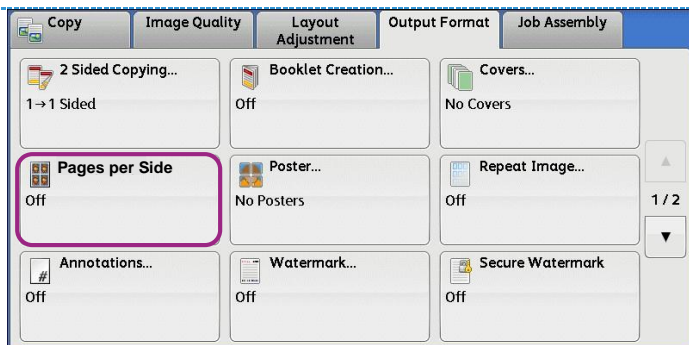 Copy
Image Quality
Layout
Adjustment
Output Format
Job Assembly
2 Sided Copying...
1→1 Sided
Booklet Creation...
Off
Covers...
No Covers
Pages per Side
Off
Poster...
No Posters
Repeat Image...
Off
1/2
Annotations...
#
Off
Watermark...
Off
Secure Watermark
Off